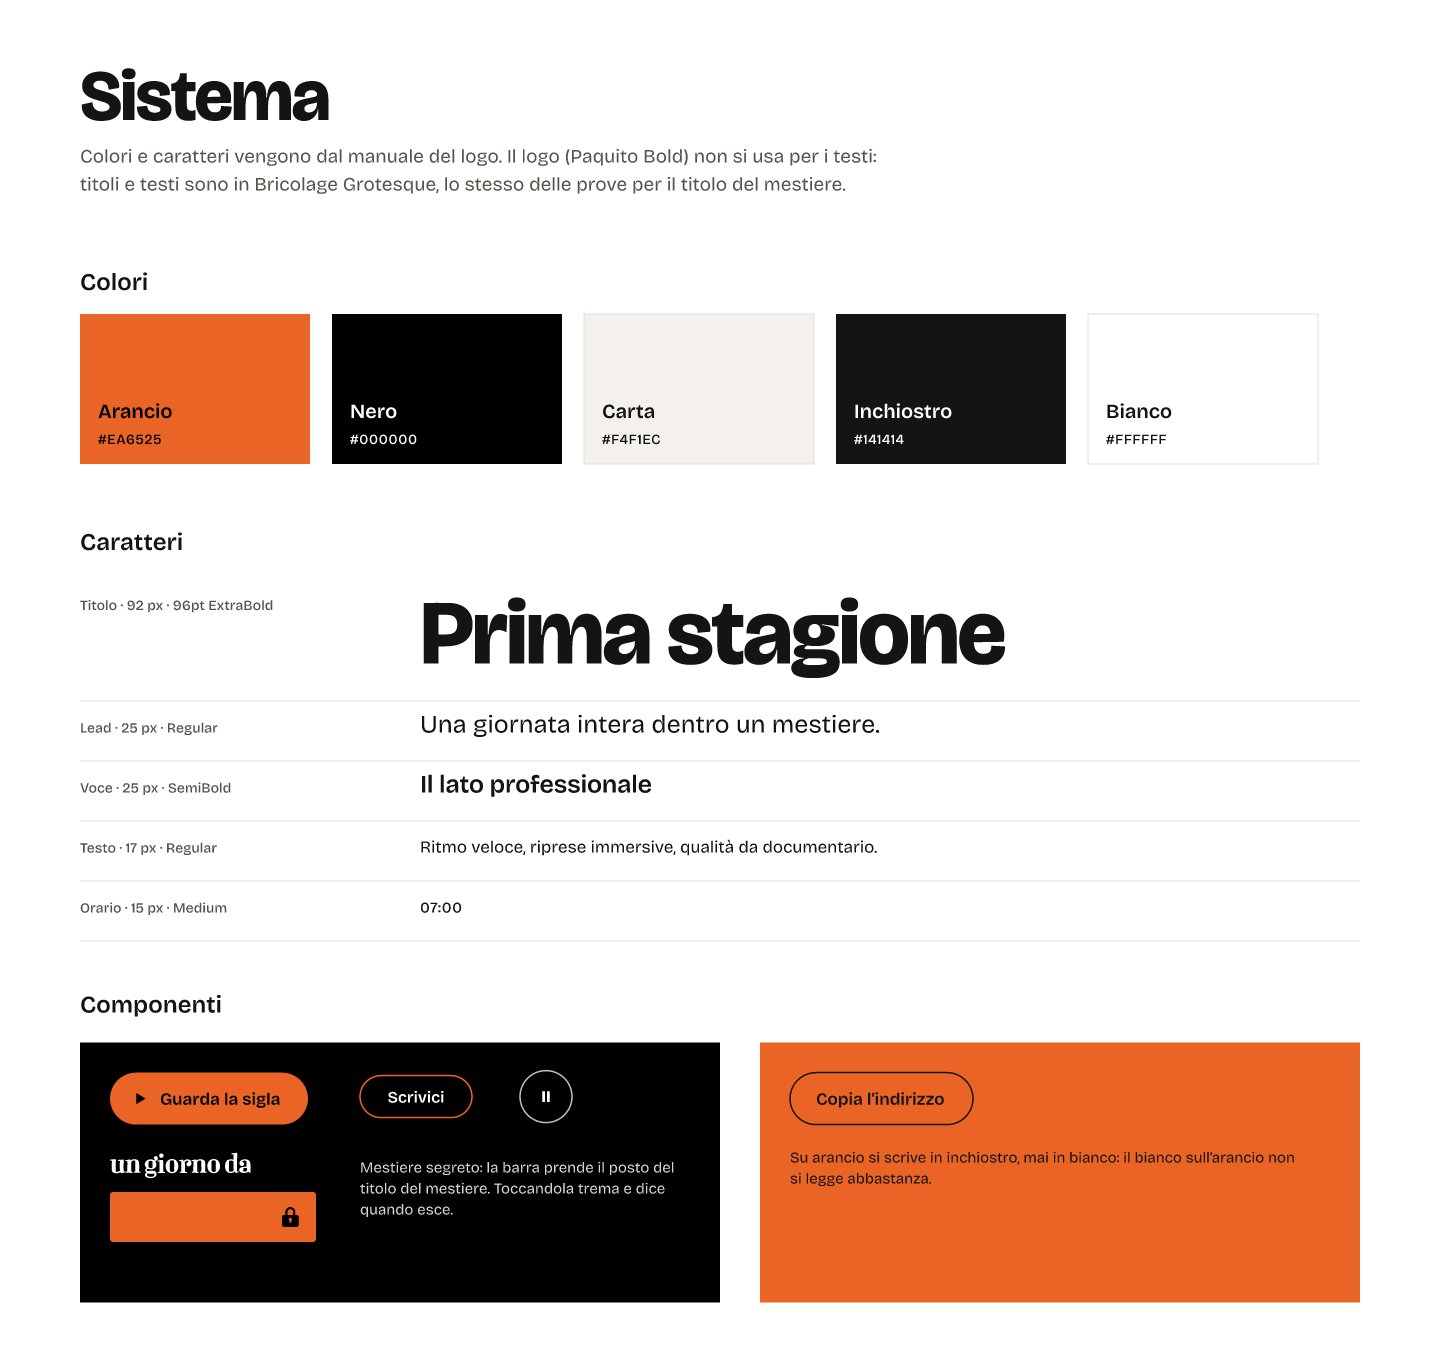 Sistema
Colori e caratteri vengono dal manuale del logo. Il logo (Paquito Bold) non si usa per i testi:
titoli e testi sono in Bricolage Grotesque, lo stesso delle prove per il titolo del mestiere.
Colori
Arancio
#EA6525
Nero
#000000
Carta
#F4F1EC
Inchiostro
#141414
Bianco
#FFFFFF
Caratteri
Titolo · 92 px · 96pt ExtraBold
Prima stagione
Lead · 25 px · Regular
Una giornata intera dentro un mestiere.
Voce · 25 px · SemiBold
Il lato professionale
Testo · 17 px · Regular
Ritmo veloce, riprese immersive, qualità da documentario.
Orario · 15 px · Medium
07:00
Componenti
Guarda la sigla
Scrivici
un giorno da
Mestiere segreto: la barra prende il posto del
titolo del mestiere. Toccandola trema e dice
quando esce.
Copia l’indirizzo
Su arancio si scrive in inchiostro, mai in bianco: il bianco sull’arancio non
si legge abbastanza.